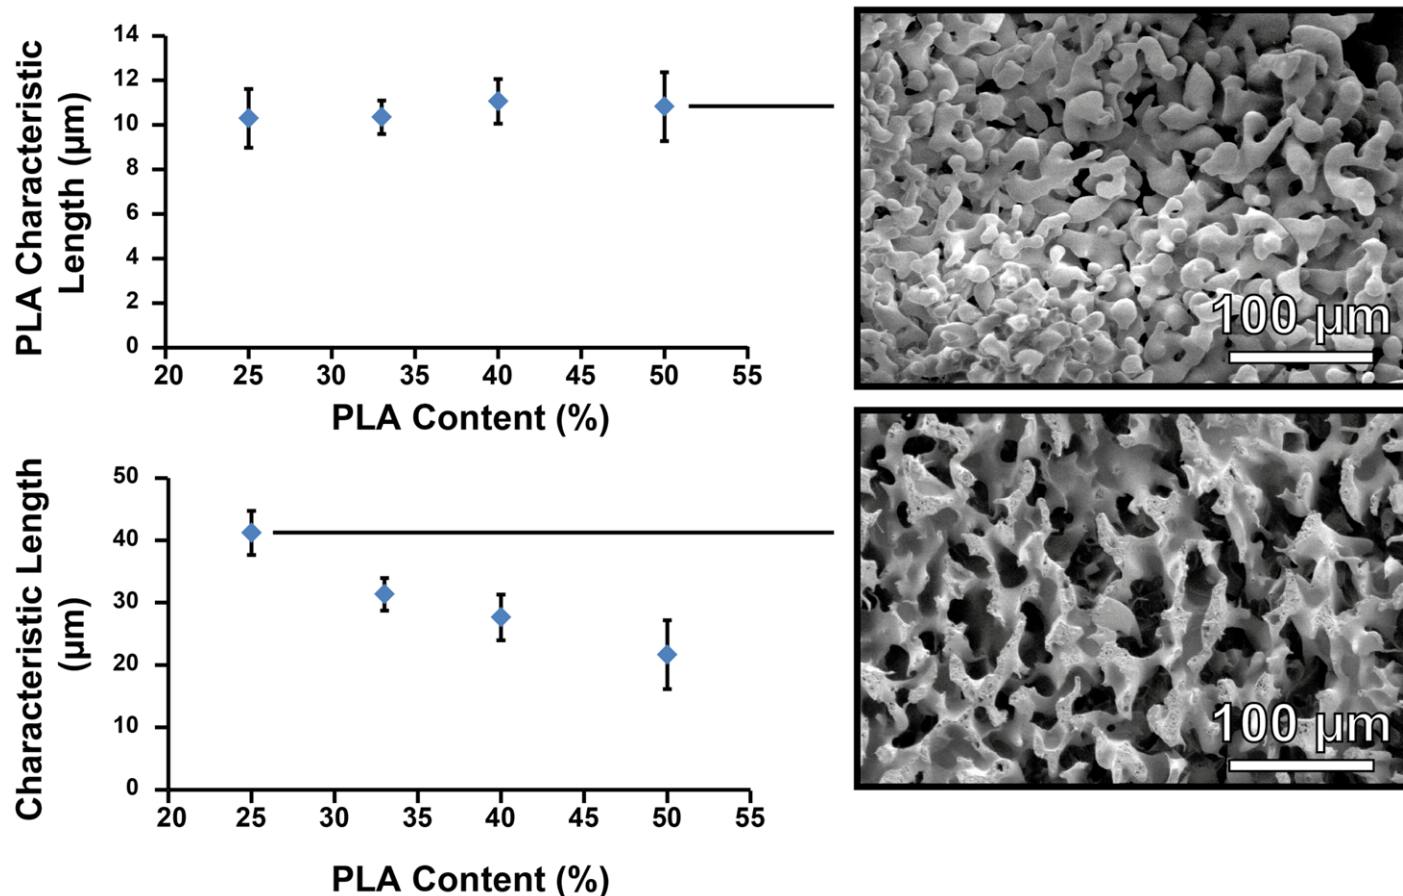 PLA Characteristic
Length (µm)
14
12
10
8
6
4
2
0
20 25 30 35 40 45 50 55
PLA Content (%)
100 µm
Characteristic Length
(µm)
50
40
30
20
10
0
20 25 30 35 40 45 50 55
PLA Content (%)
100 µm